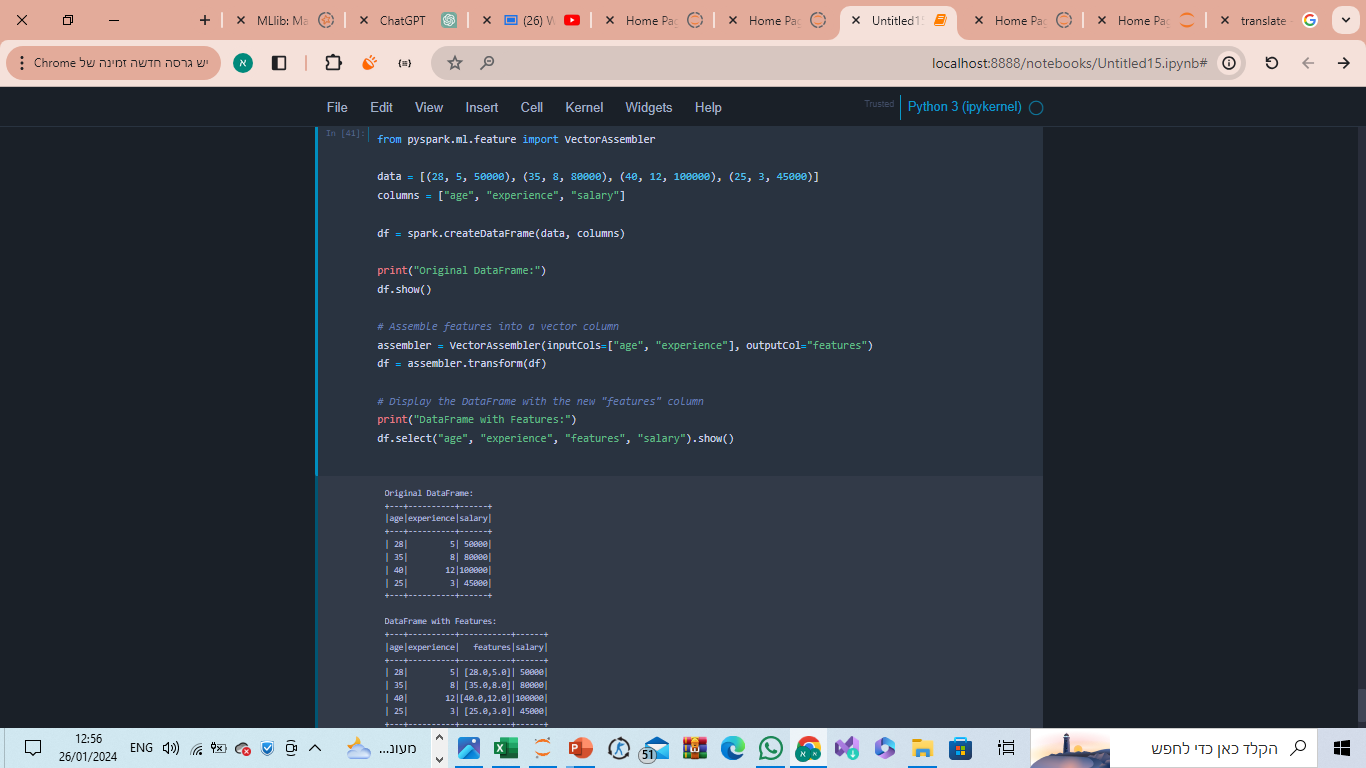 MLlib: Ma
ChatGPT
(26) W
Home Pag
Home Pag
Untitled15
Home Pag
Home Pag
translate -
יש גרסה חדשה זמינה של Chrome
א
localhost:8888/notebooks/Untitled15.ipynb#
File Edit View Insert Cell Kernel Widgets Help
Trusted
Python 3 (ipykernel)
In [41]:
from pyspark.ml.feature import VectorAssembler
data = [(28, 5, 50000), (35, 8, 80000), (40, 12, 100000), (25, 3, 45000)]
columns = ["age", "experience", "salary"]
df = spark.createDataFrame(data, columns)
print("Original DataFrame:")
df.show()
# Assemble features into a vector column
assembler = VectorAssembler(inputCols=["age", "experience"], outputCol="features")
df = assembler.transform(df)
# Display the DataFrame with the new "features" column
print("DataFrame with Features:")
df.select("age", "experience", "features", "salary").show()
Original DataFrame:
+---+----------+------+
|age|experience|salary|
+---+----------+------+
| 28|         5| 50000|
| 35|         8| 80000|
| 40|        12|100000|
| 25|         3| 45000|
+---+----------+------+
DataFrame with Features:
+---+----------+-----------+------+
|age|experience|   features|salary|
+---+----------+-----------+------+
| 28|         5| [28.0,5.0]| 50000|
| 35|         8| [35.0,8.0]| 80000|
| 40|        12|[40.0,12.0]|100000|
| 25|         3| [25.0,3.0]| 45000|
+---+----------+-----------+------+
12:56
26/01/2024
ENG
מעונ...
51
הקלד כאן כדי לחפש